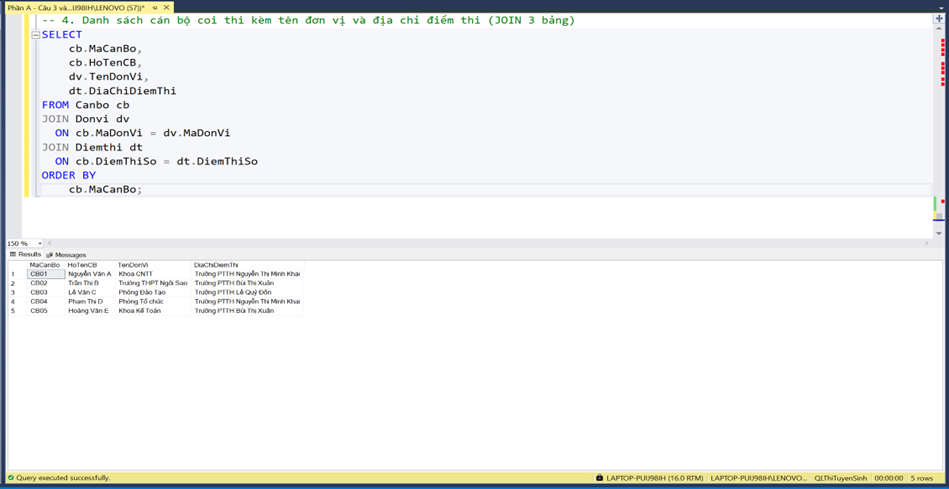 Phần A - Câu 3 và...IJ98IH\LENOVO (57))*
-- 4. Danh sách cán bộ coi thi kèm tên đơn vị và địa chỉ điểm thi (JOIN 3 bảng)
SELECT
cb.MaCanBo,
cb.HoTenCB,
dv.TenDonVi,
dt.DiaChiDiemThi
FROM Canbo cb
JOIN Donvi dv
ON cb.MaDonVi = dv.MaDonVi
JOIN Diemthi dt
ON cb.DiemThiSo = dt.DiemThiSo
ORDER BY
cb.MaCanBo;
150 %
Results Messages
MaCanBo HoTenCB TenDonVi DiaChiDiemThi
1 CB01 Nguyễn Văn A Khoa CNTT Trường PTTH Nguyễn Thị Minh Khai
2 CB02 Trần Thị B Trường THPT Ngôi Sao Trường PTTH Bùi Thị Xuân
3 CB03 Lê Văn C Phòng Đào Tạo Trường PTTH Lê Quý Đôn
4 CB04 Phạm Thị D Phòng Tổ chức Trường PTTH Nguyễn Thị Minh Khai
5 CB05 Hoàng Văn E Khoa Kế Toán Trường PTTH Bùi Thị Xuân
Query executed successfully. LAPTOP-PUIJ98IH (16.0 RTM) LAPTOP-PUIJ98IH\LENOVO... QLThiTuyenSinh 00:00:00 5 rows